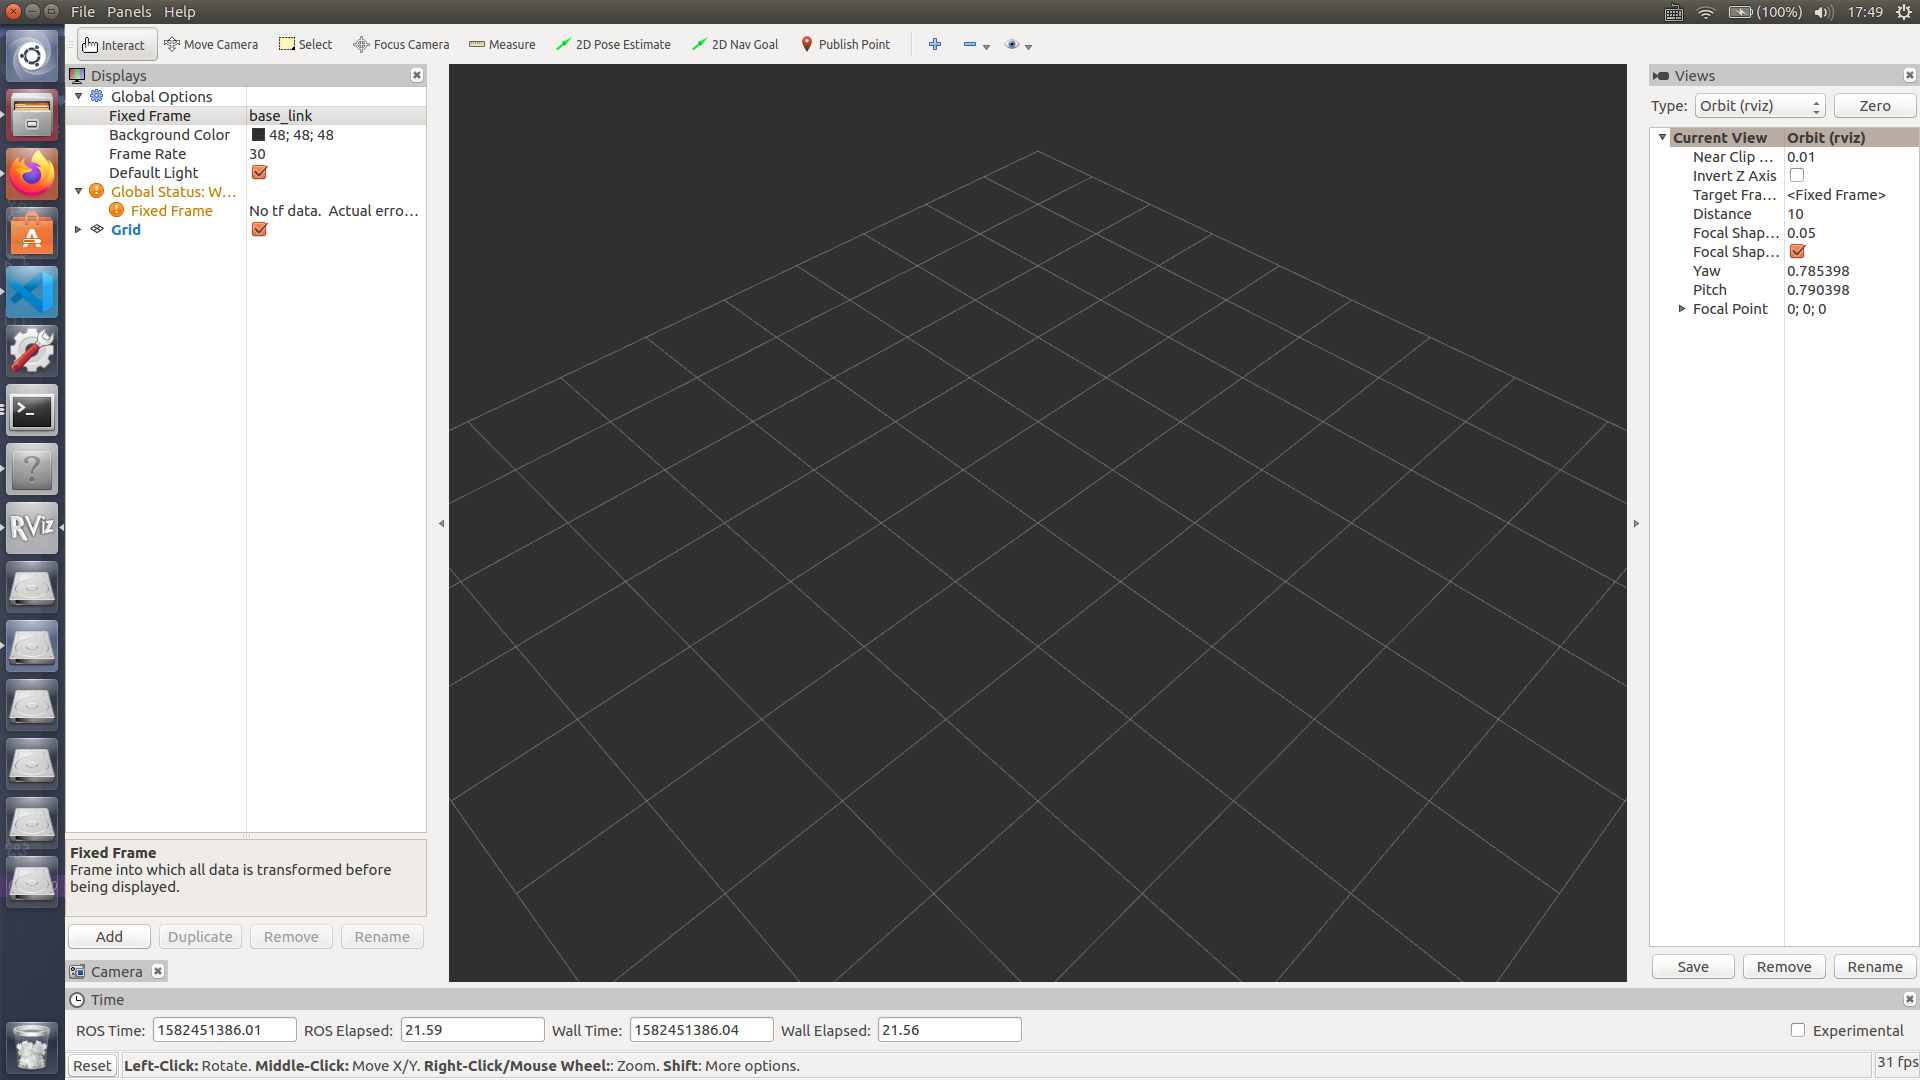 File Panels Help (100%) 17:49
Interact Move Camera Select Focus Camera Measure 2D Pose Estimate 2D Nav Goal Publish Point
Displays
Global Options
Fixed Frame base_link
Background Color 48; 48; 48
Frame Rate 30
Default Light
Global Status: W...
Fixed Frame No tf data. Actual erro...
Grid
Fixed Frame
Frame into which all data is transformed before
being displayed.
Add Duplicate Remove Rename
Camera
Views
Type: Orbit (rviz) Zero
Current View Orbit (rviz)
Near Clip ... 0.01
Invert Z Axis
Target Fra... <Fixed Frame>
Distance 10
Focal Shap... 0.05
Focal Shap...
Yaw 0.785398
Pitch 0.790398
Focal Point 0; 0; 0
Save Remove Rename
RViz
Time
ROS Time: 1582451386.01 ROS Elapsed: 21.59 Wall Time: 1582451386.04 Wall Elapsed: 21.56 Experimental
Reset Left-Click: Rotate. Middle-Click: Move X/Y. Right-Click/Mouse Wheel:: Zoom. Shift: More options. 31 fps